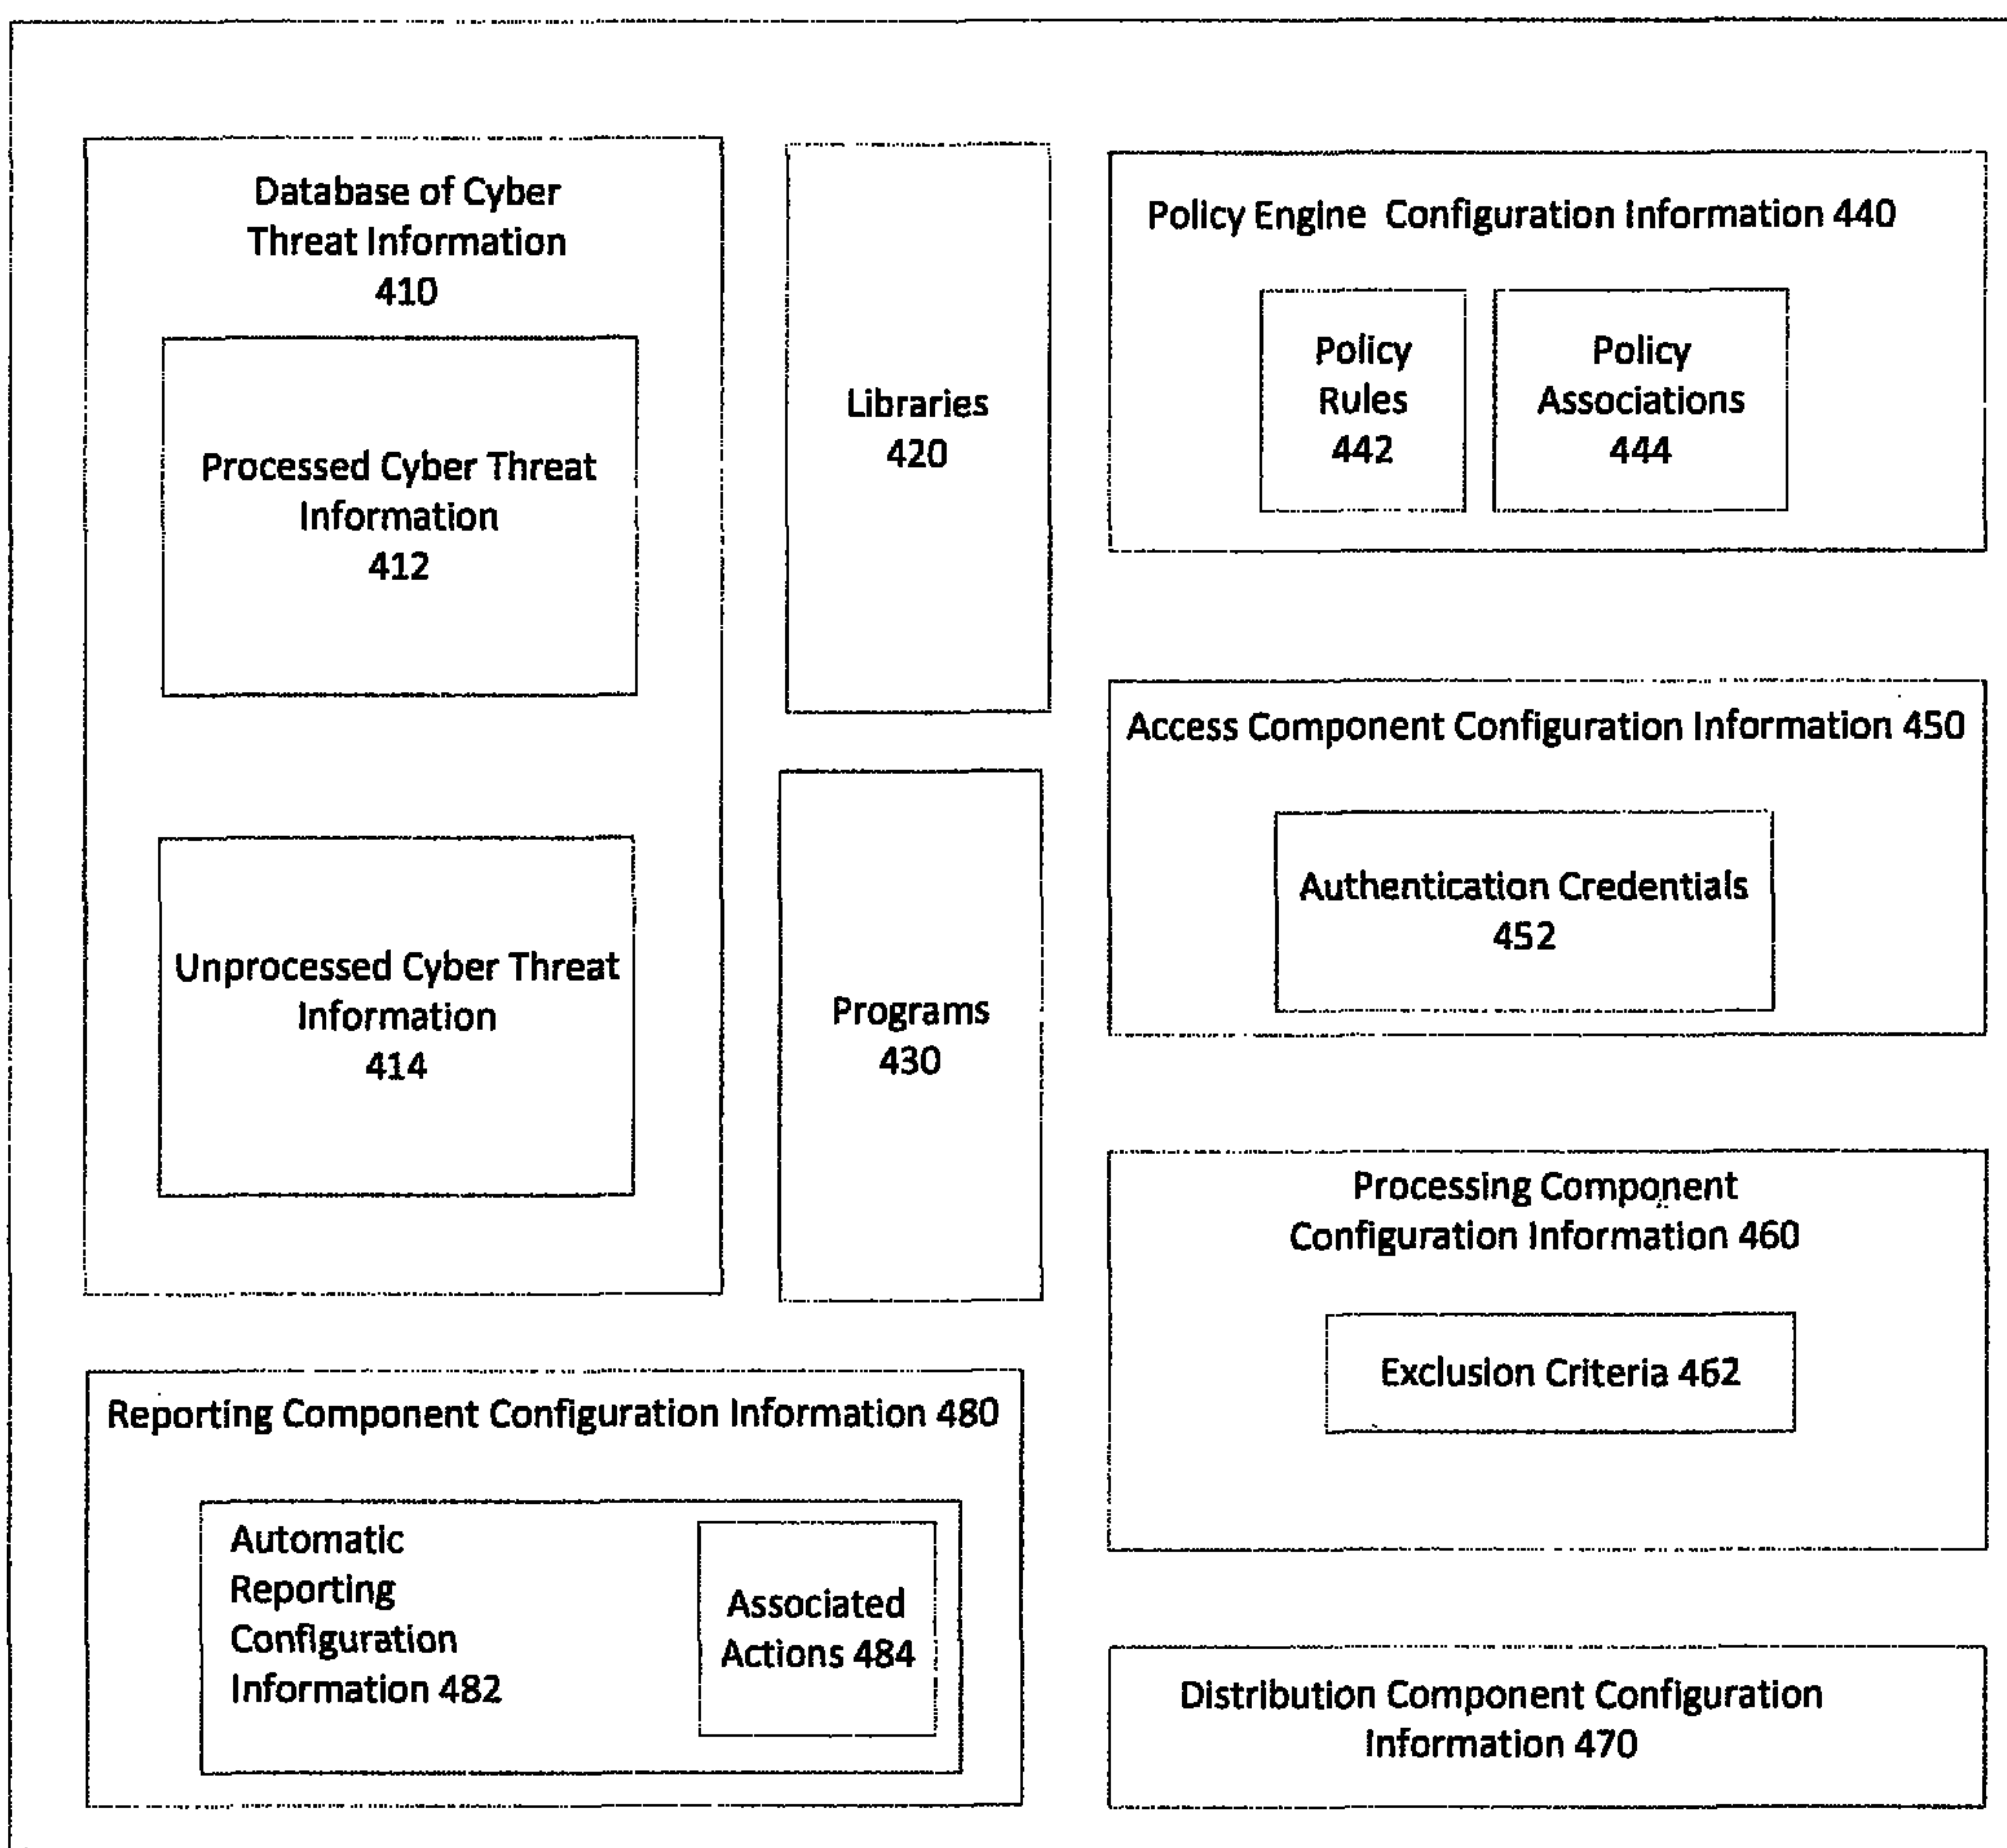 Database of Cyber
Threat Information
410
Processed Cyber Threat
Information
412
Unprocessed Cyber Threat
Information
414
Libraries
420
Programs
430
Policy Engine Configuration Information 440
Policy
Rules
442
Policy
Associations
444
Access Component Configuration Information 450
Authentication Credentials
452
Processing Component
Configuration Information 460
Exclusion Criteria 462
Reporting Component Configuration Information 480
Automatic
Reporting
Configuration
Information 482
Associated
Actions 484
Distribution Component Configuration
Information 470